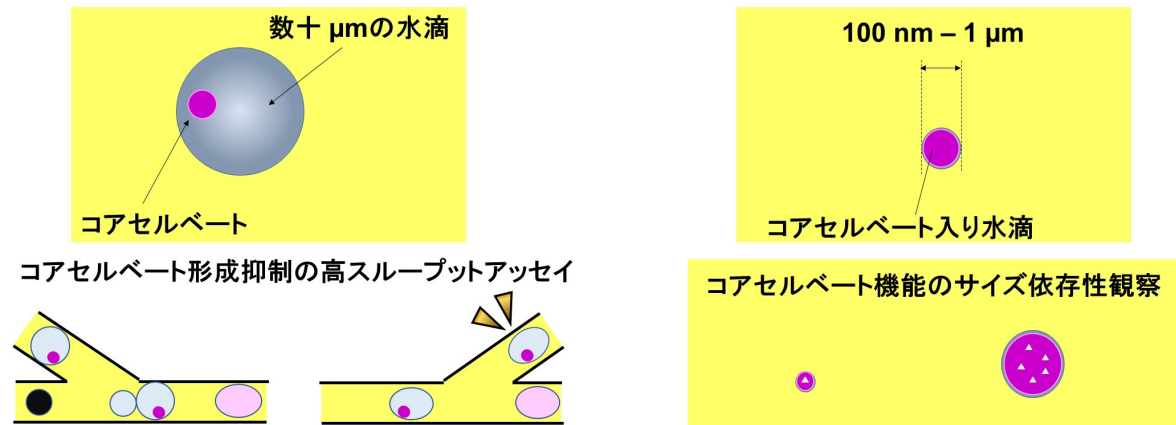 数十 µmの水滴
コアセルベート
100 nm – 1 µm
コアセルベート入り水滴
コアセルベート形成抑制の高スループットアッセイ
コアセルベート機能のサイズ依存性観察